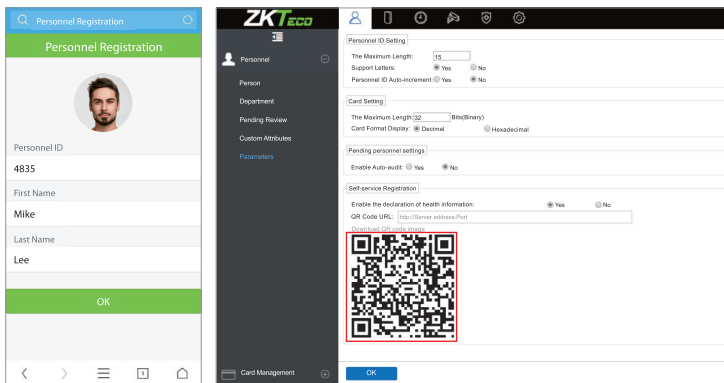 Personnel Registration
Personnel Registration
Personnel ID
4835
First Name
Mike
Last Name
Lee
OK
1
ZKTECO
Personnel
Person
Department
Pending Review
Custom Attributes
Parameters
Card Management
Personnel ID Setting
The Maximum Length: 15
Support Letters: Yes No
Personnel ID Auto-increment: Yes No
Card Setting
The Maximum Length: 32 Bits(Binary)
Card Format Display: Decimal Hexadecimal
Pending personnel settings
Enable Auto-audit: Yes No
Self-service Registration
Enable the declaration of health information: Yes No
QR Code URL: http://Server address:Port
Download QR code image
OK